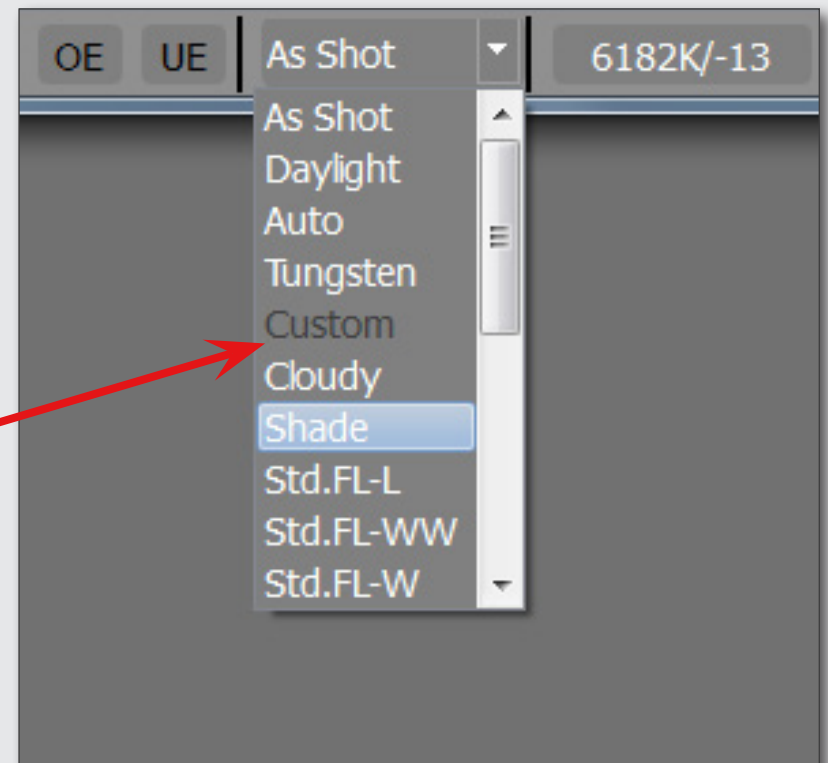 OE UE As Shot 6182K/-13
As Shot
Daylight
Auto
Tungsten
Custom
Cloudy
Shade
Std.FL-L
Std.FL-WW
Std.FL-W